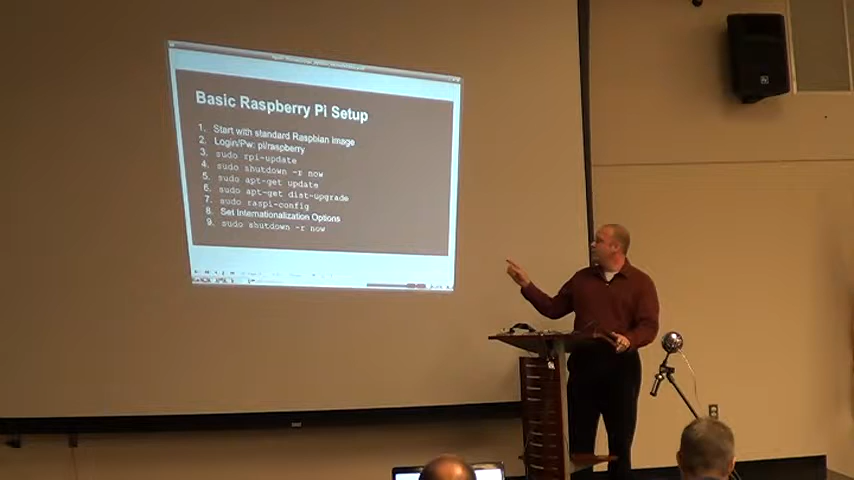 Basic Raspberry Pi Setup
1. Start with standard Raspbian image
2. Login/Pw: pi/raspberry
3. sudo rpi-update
4. sudo shutdown -r now
5. sudo apt-get update
6. sudo apt-get dist-upgrade
7. sudo raspi-config
8. Set Internationalization Options
9. sudo shutdown -r now